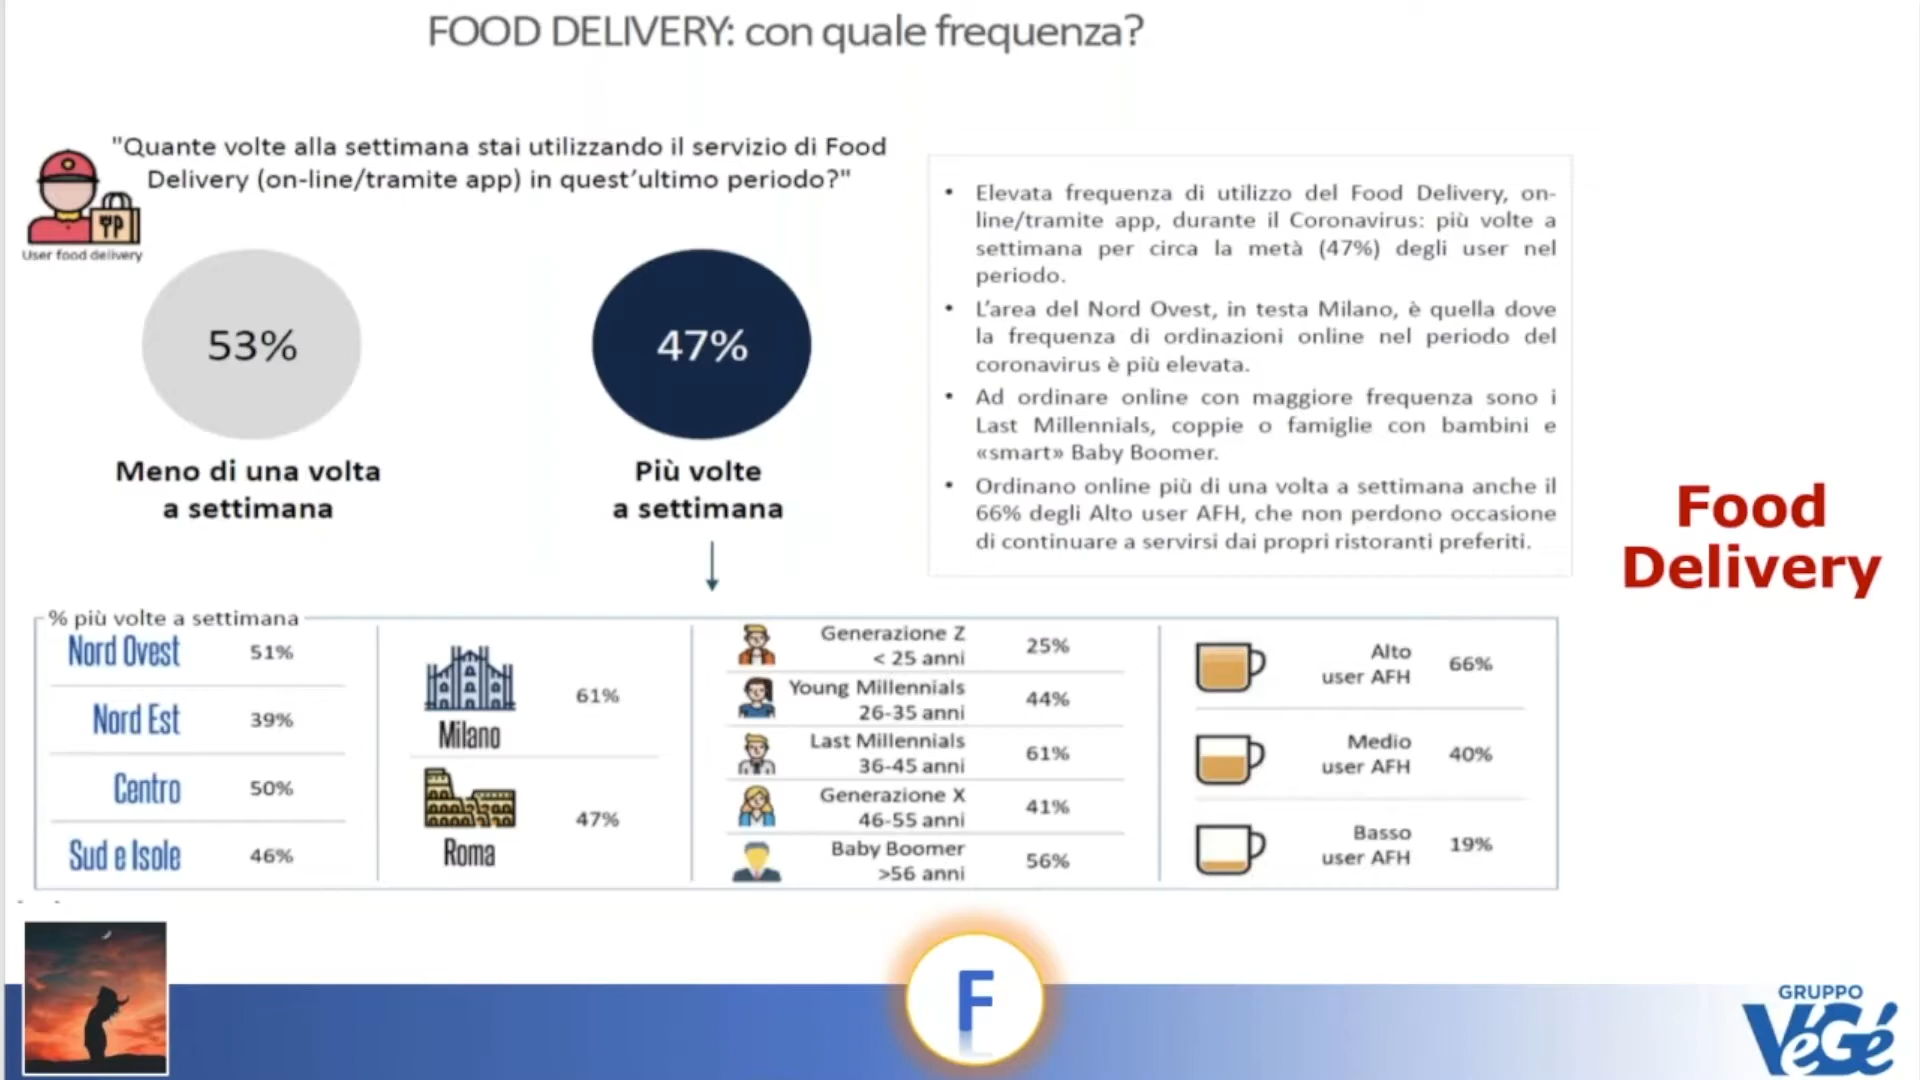 FOOD DELIVERY: con quale frequenza?
"Quante volte alla settimana stai utilizzando il servizio di Food
Delivery (on-line/tramite app) in quest'ultimo periodo?"
User food delivery
53%
Meno di una volta
a settimana
47%
Più volte
a settimana
• Elevata frequenza di utilizzo del Food Delivery, on-
line/tramite app, durante il Coronavirus: più volte a
settimana per circa la metà (47%) degli user nel
periodo.
• L'area del Nord Ovest, in testa Milano, è quella dove
la frequenza di ordinazioni online nel periodo del
coronavirus è più elevata.
• Ad ordinare online con maggiore frequenza sono i
Last Millennials, coppie o famiglie con bambini e
«smart» Baby Boomer.
• Ordinano online più di una volta a settimana anche il
66% degli Alto user AFH, che non perdono occasione
di continuare a servirsi dai propri ristoranti preferiti.
Food
Delivery
% più volte a settimana
Nord Ovest 51%
Nord Est 39%
Centro 50%
Sud e Isole 46%
Milano
61%
Roma
47%
Generazione Z
< 25 anni
25%
Young Millennials
26-35 anni
44%
Last Millennials
36-45 anni
61%
Generazione X
46-55 anni
41%
Baby Boomer
>56 anni
56%
Alto
user AFH
66%
Medio
user AFH
40%
Basso
user AFH
19%
F
GRUPPO
VéGé